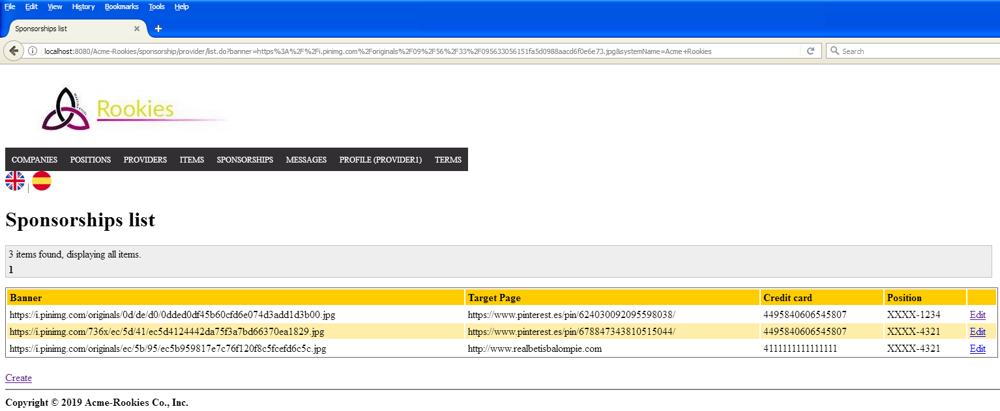 File Edit View History Bookmarks Tools Help
Sponsorships list
localhost:8080/Acme-Rookies/sponsorship/provider/list.do?banner=https%3A%2F%2Fi.pinimg.com%2Foriginals%2F09%2F56%2F33%2F095633056151fa5d0988aacd6f0e6e73.jpg&systemName=Acme+Rookies Search
Rookies
COMPANIES POSITIONS PROVIDERS ITEMS SPONSORSHIPS MESSAGES PROFILE (PROVIDER1) TERMS
|
Sponsorships list
3 items found, displaying all items.
1
Banner Target Page Credit card Position
https://i.pinimg.com/originals/0d/de/d0/0dded0df45b60cfd6e074d3add1d3b00.jpg https://www.pinterest.es/pin/624030092095598038/ 4495840606545807 XXXX-1234 Edit
https://i.pinimg.com/736x/ec/5d/41/ec5d4124442da75f3a7bd66370ea1829.jpg https://www.pinterest.es/pin/678847343810515044/ 4495840606545807 XXXX-4321 Edit
https://i.pinimg.com/originals/ec/5b/95/ec5b959817e7c76f120f8c5fcefd6c5c.jpg http://www.realbetisbalompie.com 4111111111111111 XXXX-4321 Edit
Create
Copyright © 2019 Acme-Rookies Co., Inc.